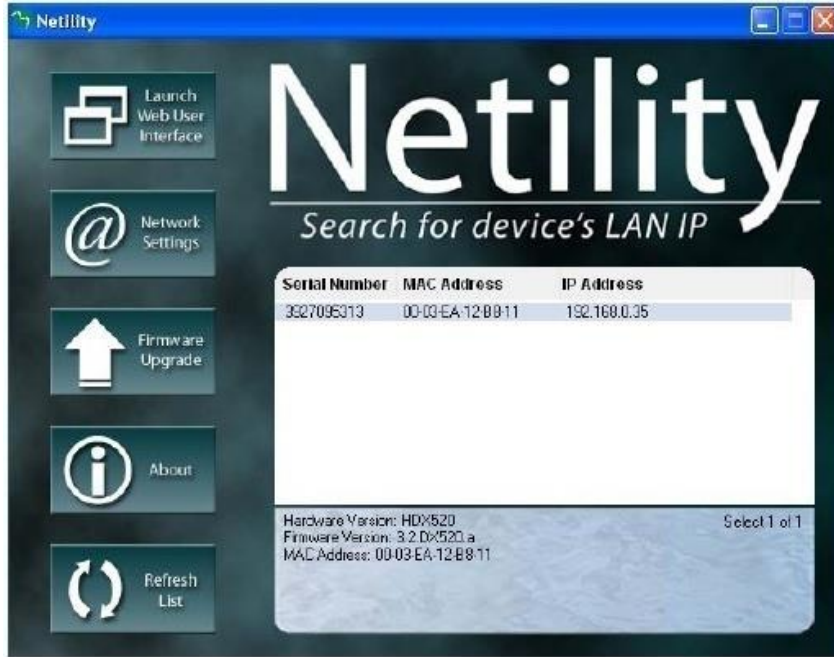 Netility
Launch
Web User
Interface
Network
Settings
Firmware
Upgrade
About
Refresh
List
Netility
Search for device's LAN IP
Serial Number MAC Address IP Address
3927095313 00-03-EA-12-B8-11 192.168.0.35
Hardware Version: HDX520 Select 1 of 1
Firmware Version: 3.2.DX520.a
MAC Address: 00-03-EA-12-B8-11